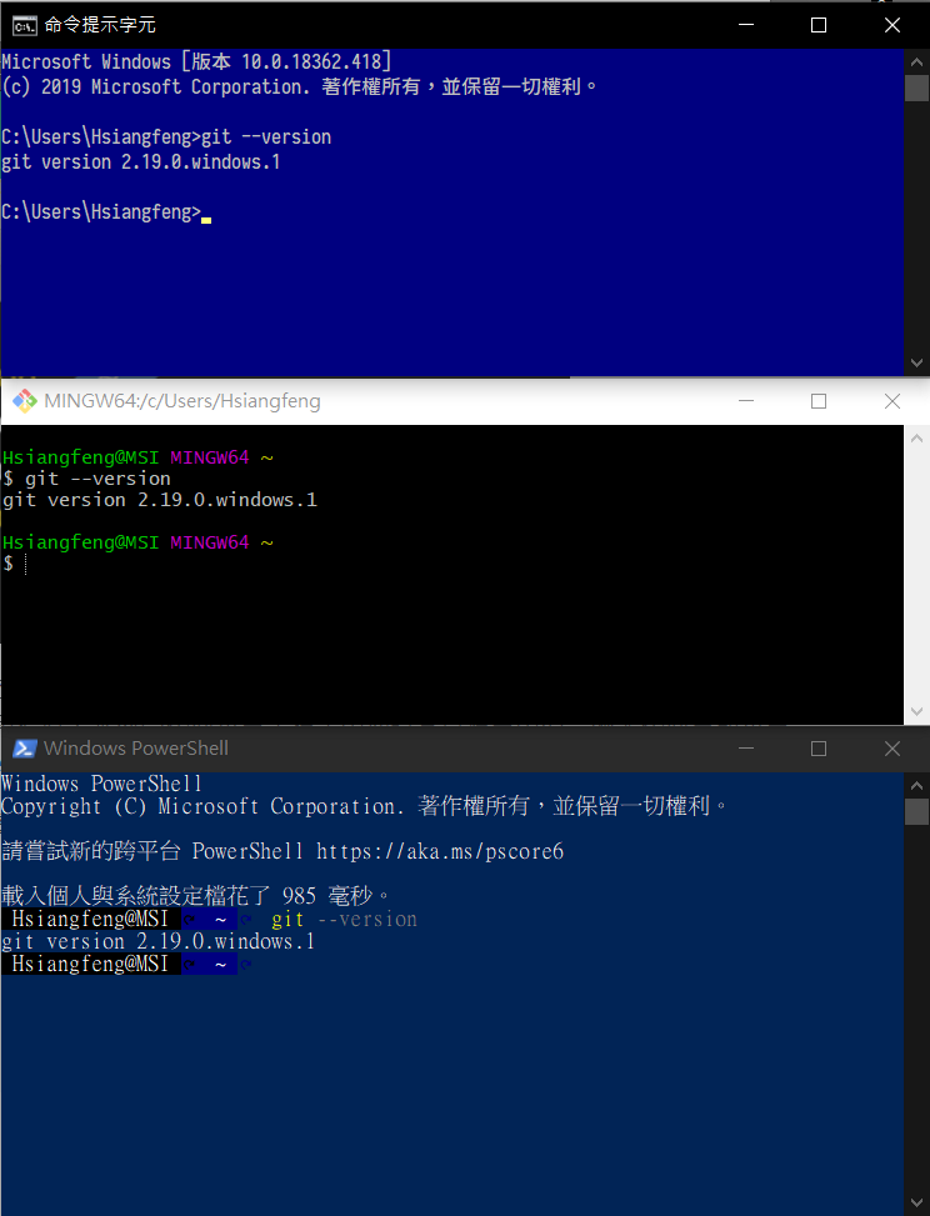 命令提示字元
Microsoft Windows [版本 10.0.18362.418]
(c) 2019 Microsoft Corporation. 著作權所有，並保留一切權利。
C:\Users\Hsiangfeng>git --version
git version 2.19.0.windows.1
C:\Users\Hsiangfeng>
MINGW64:/c/Users/Hsiangfeng
Hsiangfeng@MSI MINGW64 ~
$ git --version
git version 2.19.0.windows.1
Hsiangfeng@MSI MINGW64 ~
$
Windows PowerShell
Windows PowerShell
Copyright (C) Microsoft Corporation. 著作權所有，並保留一切權利。
請嘗試新的跨平台 PowerShell https://aka.ms/pscore6
載入個人與系統設定檔花了 985 毫秒。
Hsiangfeng@MSI ~ git --version
git version 2.19.0.windows.1
Hsiangfeng@MSI ~